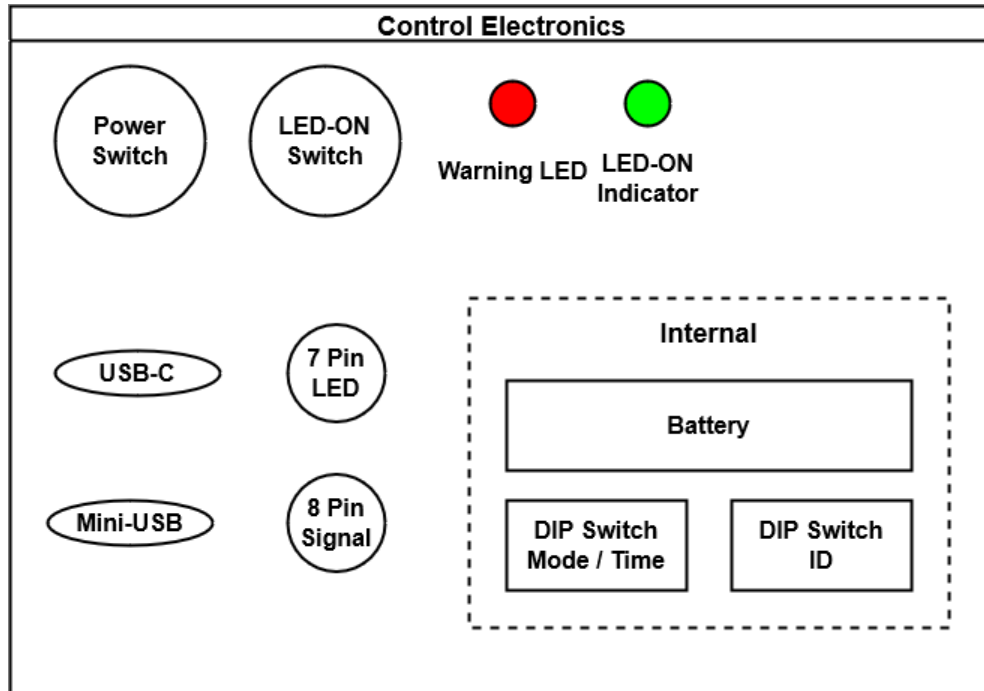 Control Electronics
Power
Switch
LED-ON
Switch
Warning LED
LED-ON
Indicator
USB-C
7 Pin
LED
Mini-USB
8 Pin
Signal
Internal
Battery
DIP Switch
Mode / Time
DIP Switch
ID